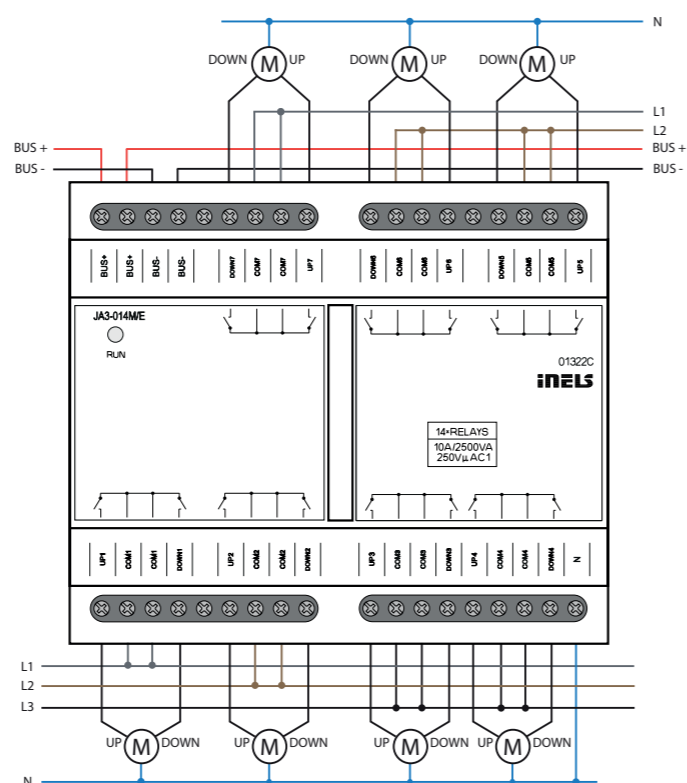 N
DOWN M UP DOWN M UP DOWN M UP
L1
L2
BUS + BUS +
BUS - BUS -
BUS+ BUS+ BUS- BUS- DOWN7 COM7 COM7 UP7 DOWN6 COM6 COM6 UP6 DOWN5 COM5 COM5 UP5
JA3-014M/E
RUN
01322C
iNELS
14×RELAYS
10A/2500VA
250VµAC1
UP1 COM1 COM1 DOWN1 UP2 COM2 COM2 DOWN2 UP3 COM3 COM3 DOWN3 UP4 COM4 COM4 DOWN4 N
L1
L2
L3
UP M DOWN UP M DOWN UP M DOWN UP M DOWN
N